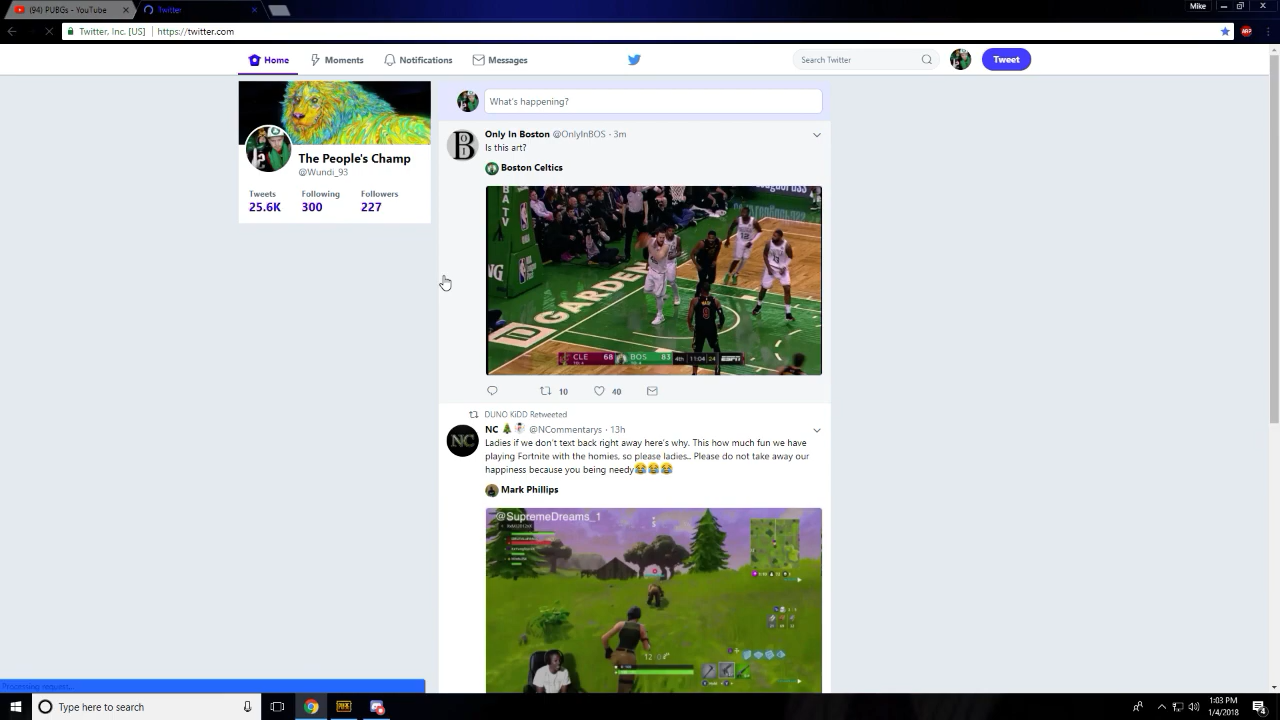 (94) PUBGs - YouTube
Twitter
Mike
Twitter, Inc. [US]
https://twitter.com
Home
Moments
Notifications
Messages
Search Twitter
Tweet
The People's Champ
@Wundi_93
Tweets Following Followers
25.6K 300 227
What's happening?
Only In Boston @OnlyInBOS · 3m
Is this art?
Boston Celtics
GARDEN
CLE 68 BOS 83 4th 11:04 24 ESPN
10 40
DUNO KiDD Retweeted
NC 🎄 ⛄ @NCommentarys · 13h
Ladies if we don't text back right away here's why. This how much fun we have
playing Fortnite with the homies, so please ladies.. Please do not take away our
happiness because you being needy😂😂😂
Mark Phillips
@SupremeDreams_1
Processing request...
Type here to search
1:03 PM
1/4/2018